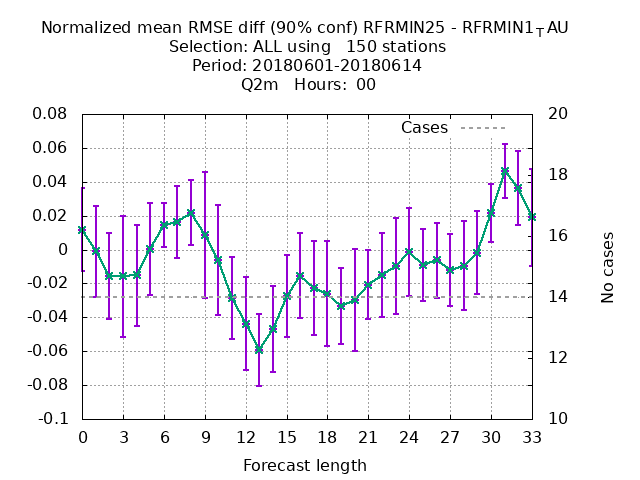 Normalized mean RMSE diff (90% conf) RFRMIN25 - RFRMIN1_TAU
Selection: ALL using   150 stations
Period: 20180601-20180614
Q2m   Hours:  00
Cases
0.08
0.06
0.04
0.02
0
-0.02
-0.04
-0.06
-0.08
-0.1
20
18
16
14
12
10
No cases
0 3 6 9 12 15 18 21 24 27 30 33
Forecast length